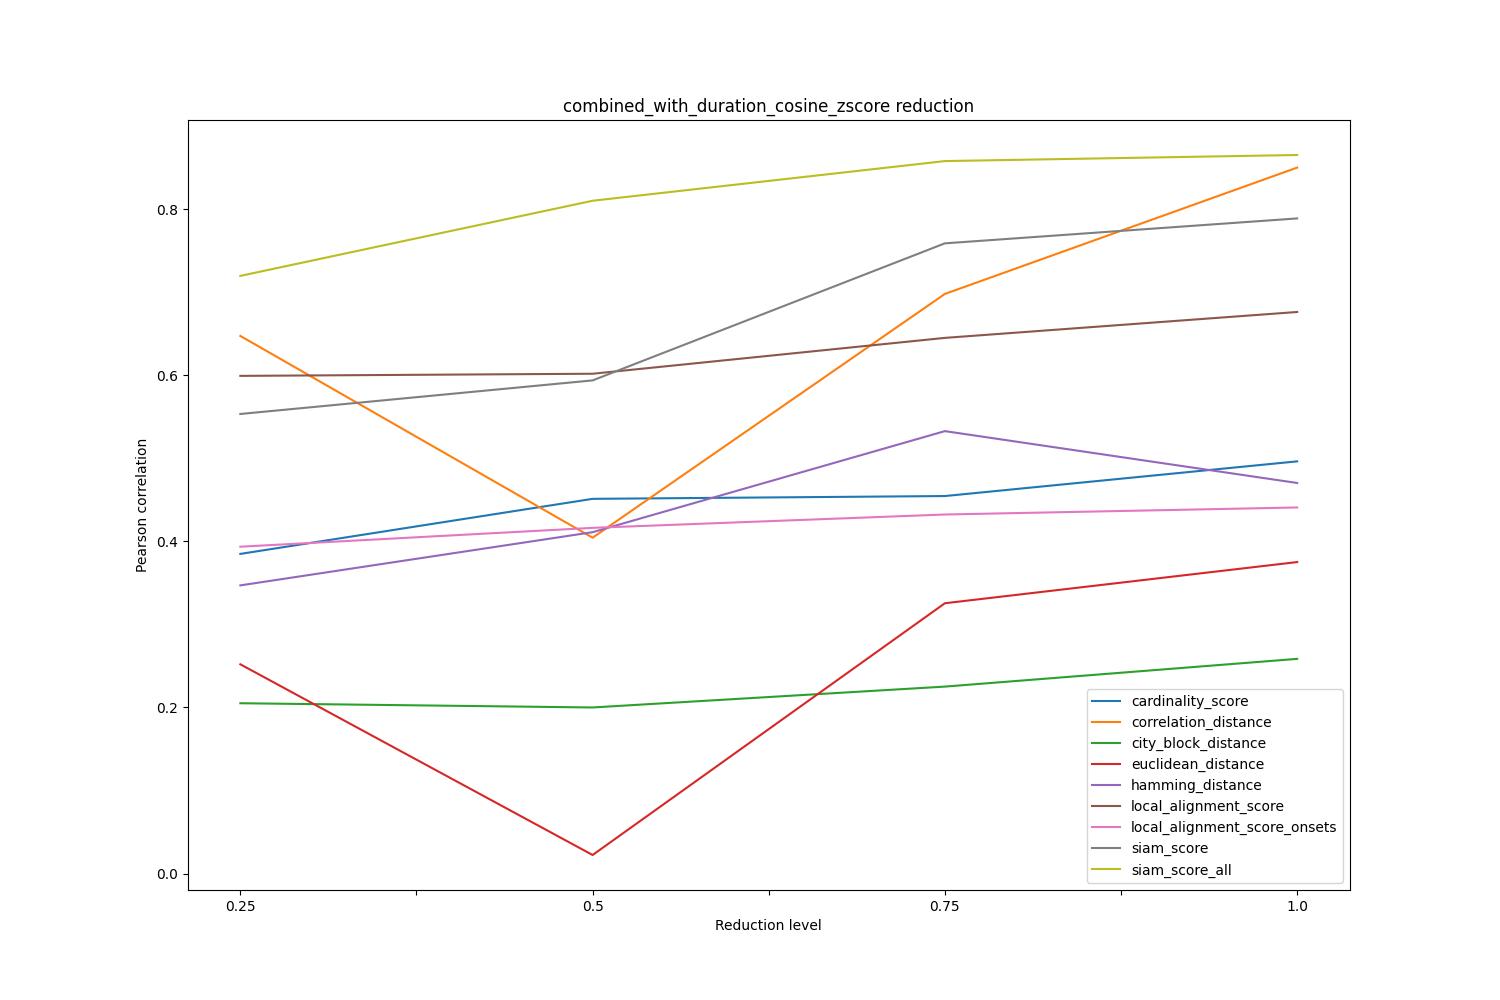 combined_with_duration_cosine_zscore reduction
0.8
0.6
0.4
0.2
0.0
Pearson correlation
0.25 0.5 0.75 1.0
Reduction level
cardinality_score
correlation_distance
city_block_distance
euclidean_distance
hamming_distance
local_alignment_score
local_alignment_score_onsets
siam_score
siam_score_all